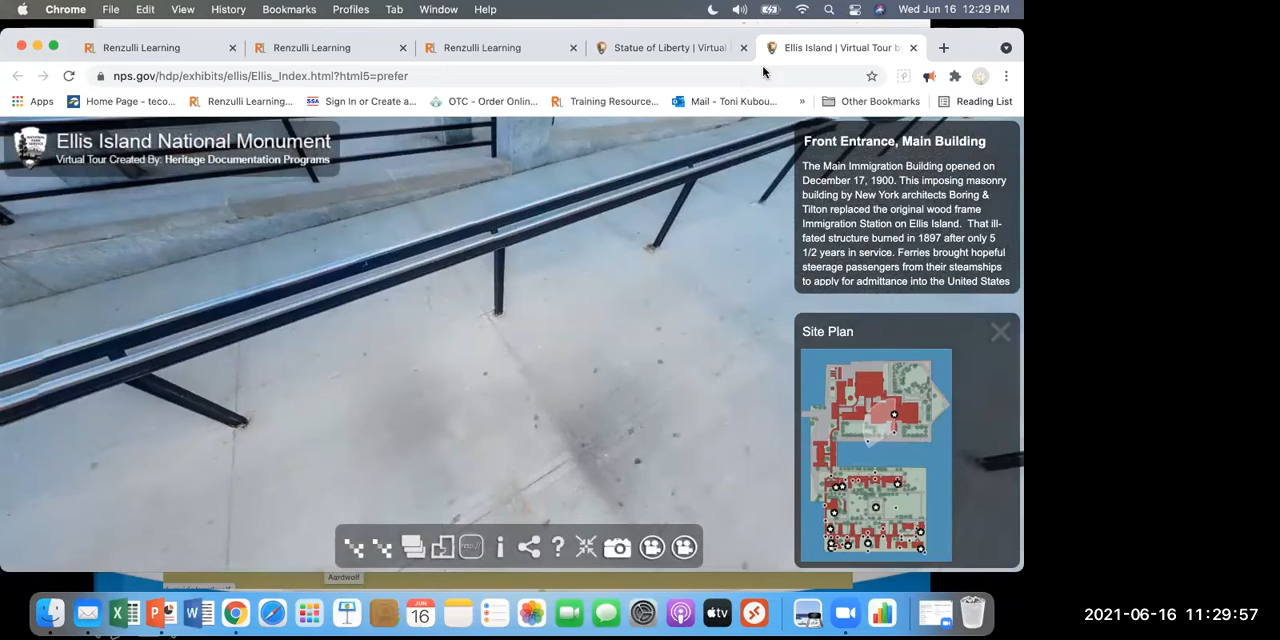 Chrome File Edit View History Bookmarks Profiles Tab Window Help Wed Jun 16 12:29 PM
Renzulli Learning Renzulli Learning Renzulli Learning Statue of Liberty | Virtual Ellis Island | Virtual Tour b
nps.gov/hdp/exhibits/ellis/Ellis_Index.html?html5=prefer
Apps Home Page - teco... Renzulli Learning... Sign In or Create a... OTC - Order Onlin... Training Resource... Mail - Toni Kubou... » Other Bookmarks Reading List
Ellis Island National Monument
Virtual Tour Created By: Heritage Documentation Programs
Front Entrance, Main Building
The Main Immigration Building opened on
December 17, 1900. This imposing masonry
building by New York architects Boring &
Tilton replaced the original wood frame
Immigration Station on Ellis Island. That ill-
fated structure burned in 1897 after only 5
1/2 years in service. Ferries brought hopeful
steerage passengers from their steamships
to apply for admittance into the United States
Site Plan
Aardwolf
JUN
16
tv
2021-06-16 11:29:57